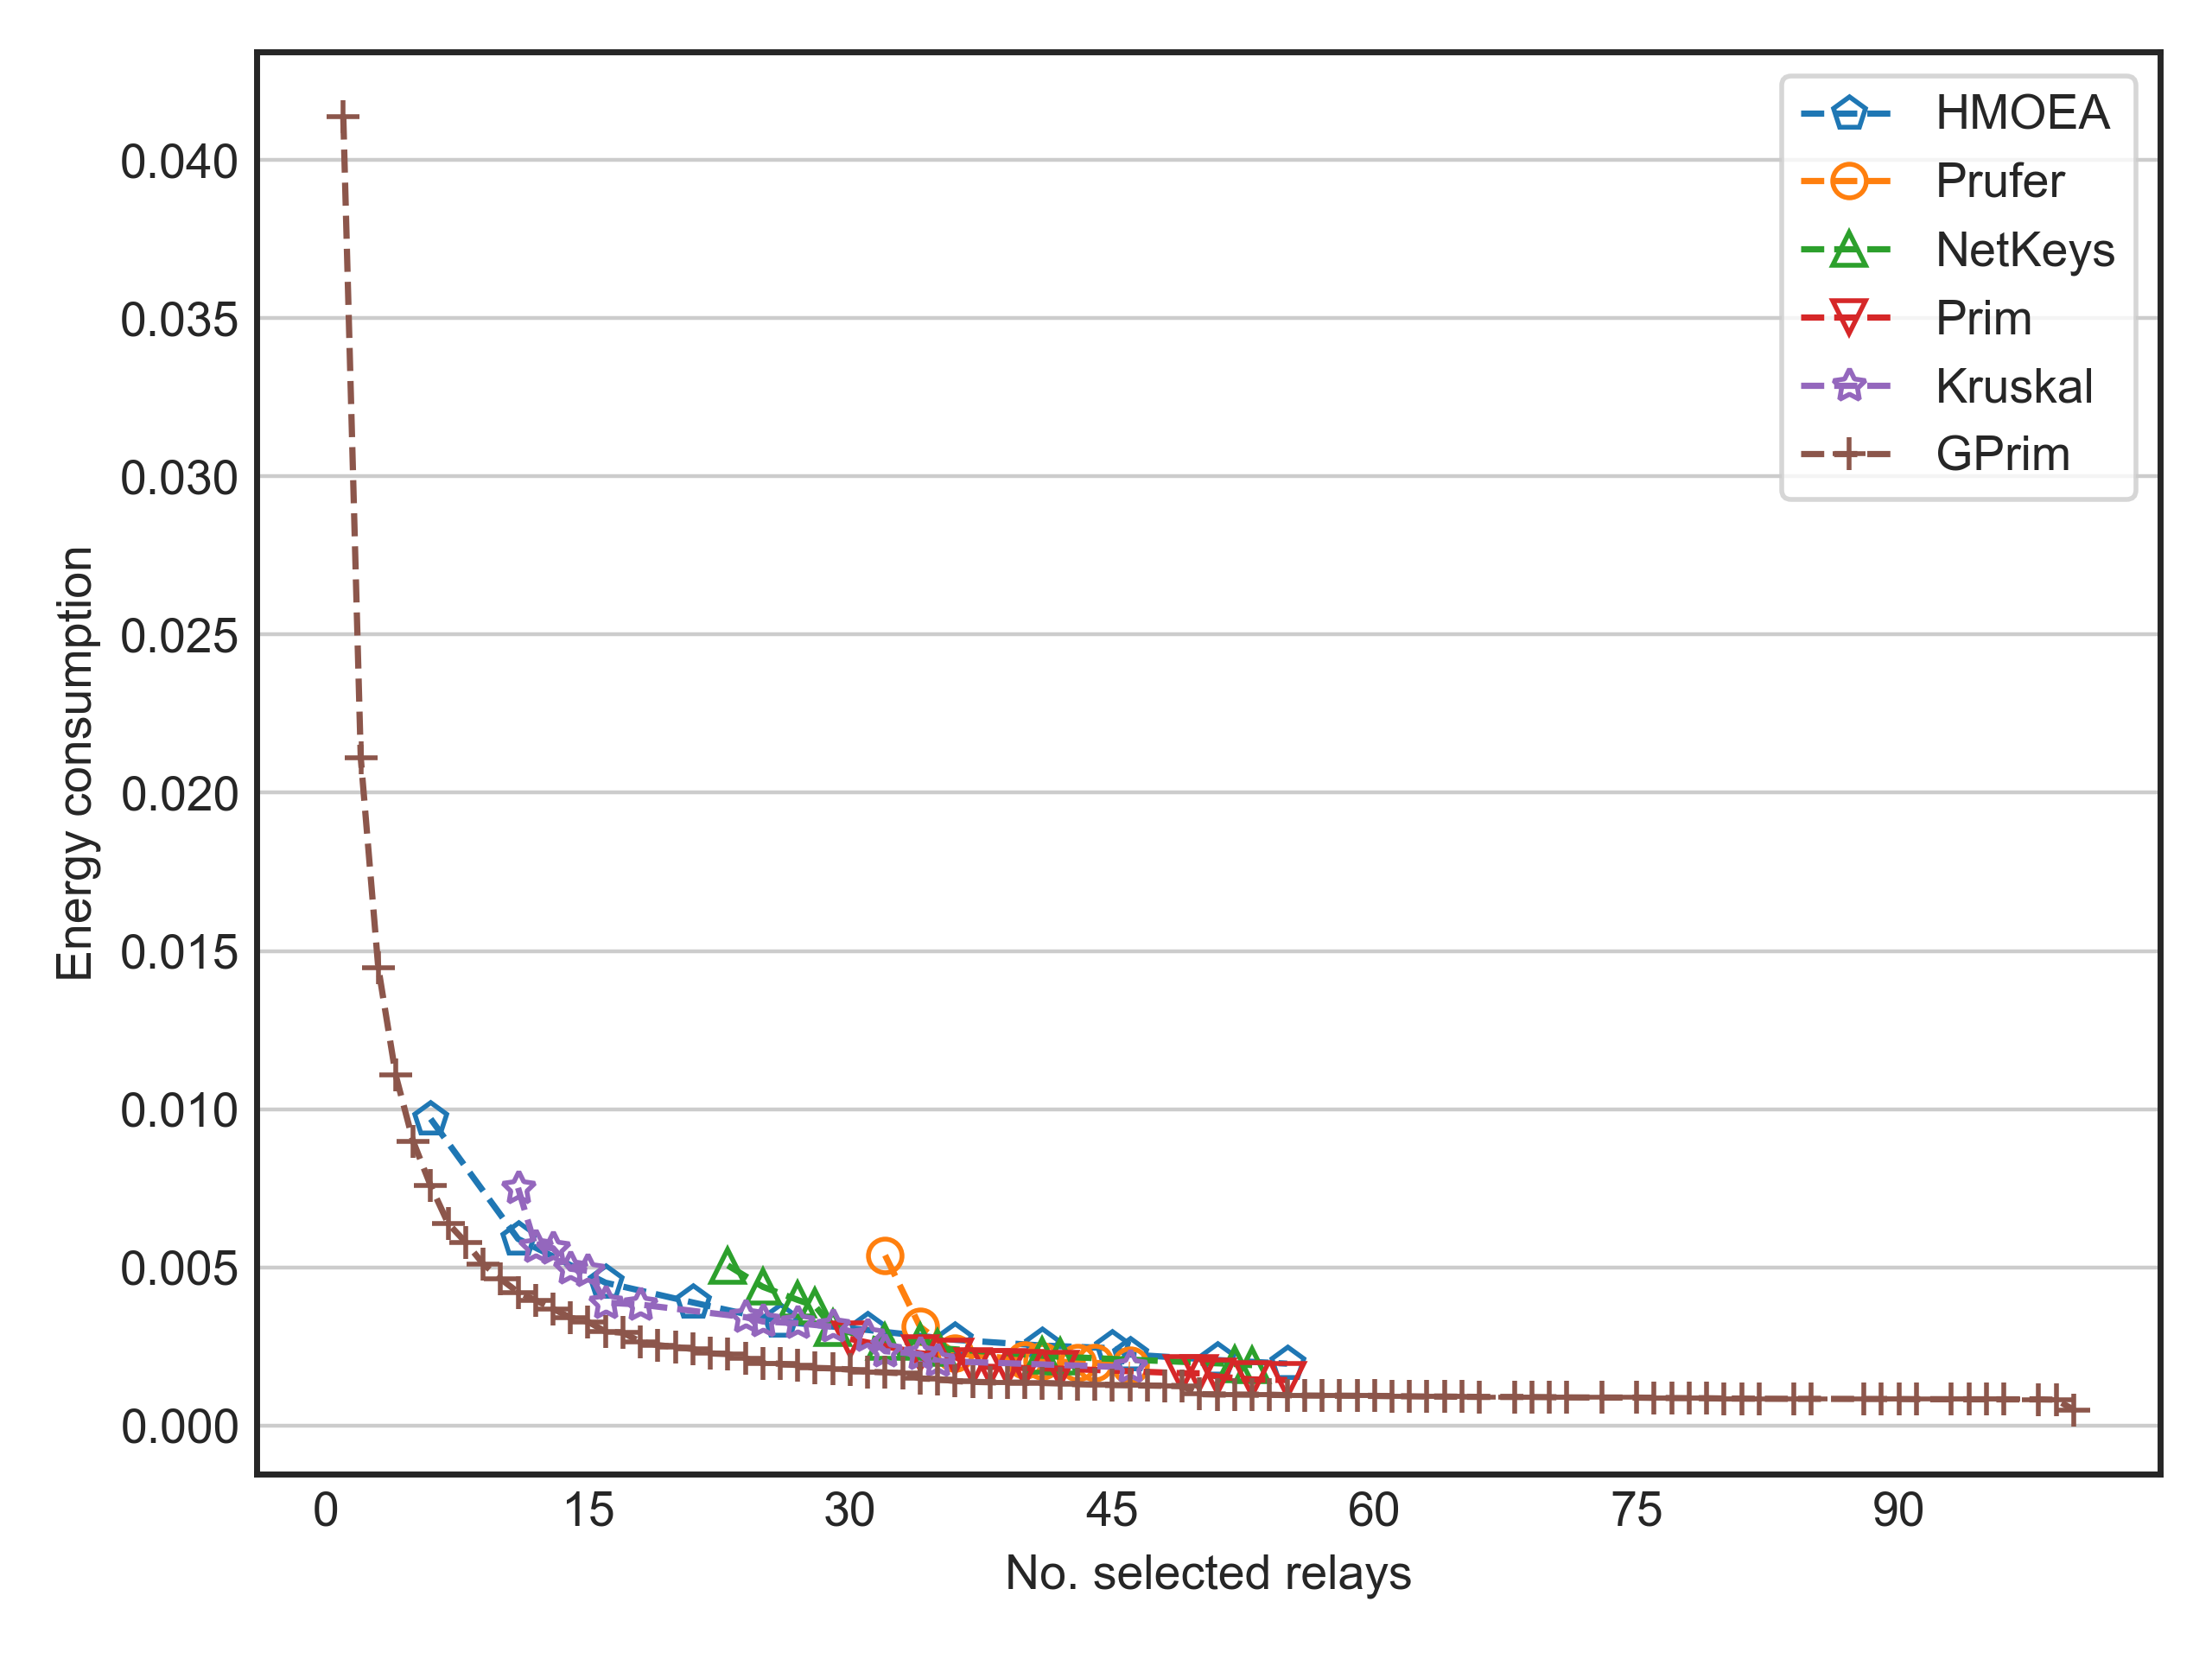 HMOEA
Prufer
NetKeys
Prim
Kruskal
GPrim
Energy consumption
0.040
0.035
0.030
0.025
0.020
0.015
0.010
0.005
0.000
0 15 30 45 60 75 90
No. selected relays